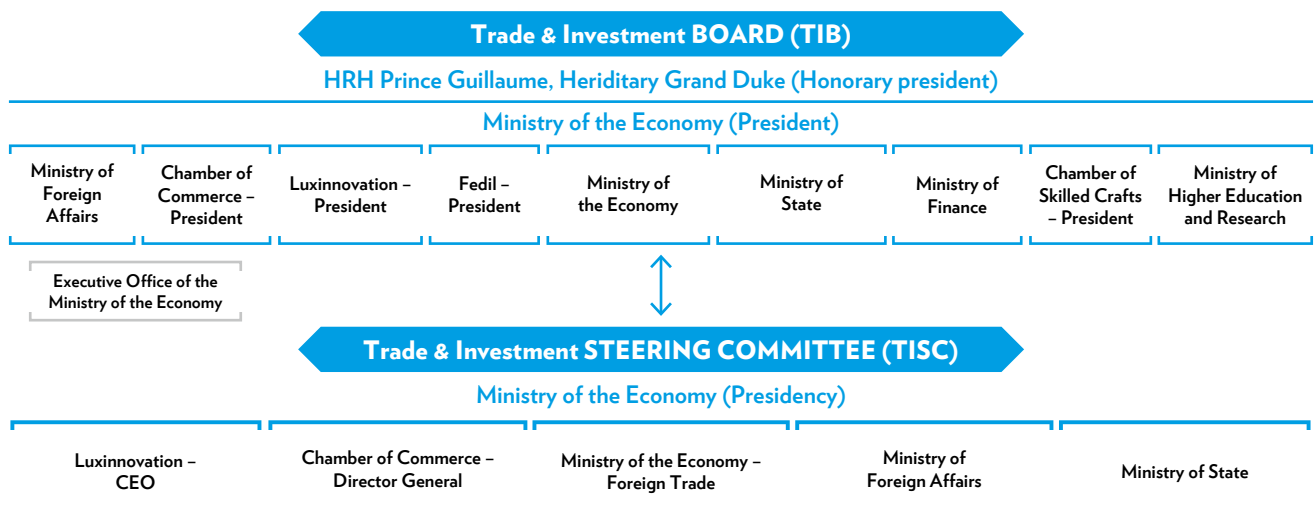 Trade & Investment BOARD (TIB)
HRH Prince Guillaume, Heriditary Grand Duke (Honorary president)
Ministry of the Economy (President)
Ministry of
Foreign
Affairs
Chamber of
Commerce –
President
Luxinnovation –
President
Fedil –
President
Ministry of
the Economy
Ministry of
State
Ministry of
Finance
Chamber of
Skilled Crafts
– President
Ministry of
Higher Education
and Research
Executive Office of the
Ministry of the Economy
Trade & Investment STEERING COMMITTEE (TISC)
Ministry of the Economy (Presidency)
Luxinnovation –
CEO
Chamber of Commerce –
Director General
Ministry of the Economy –
Foreign Trade
Ministry of
Foreign Affairs
Ministry of State